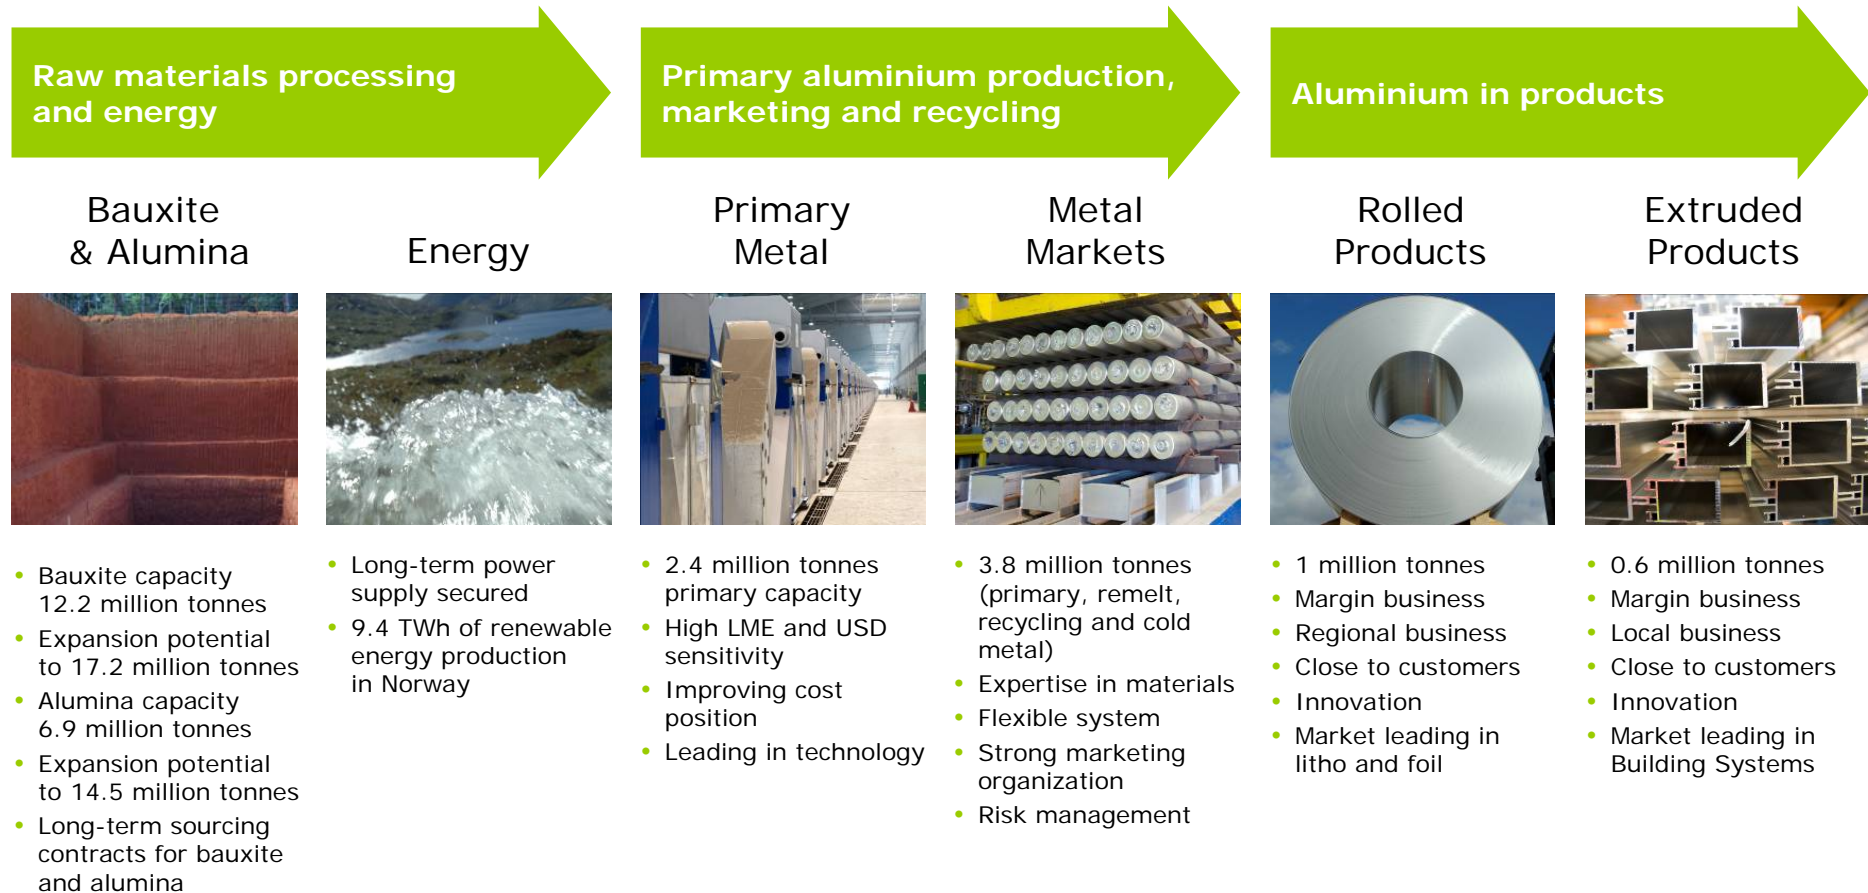 Raw materials processing
and energy
Primary aluminium production,
marketing and recycling
Aluminium in products
Bauxite
& Alumina
Energy
Primary
Metal
Metal
Markets
Rolled
Products
Extruded
Products
• Bauxite capacity
12.2 million tonnes
• Expansion potential
to 17.2 million tonnes
• Alumina capacity
6.9 million tonnes
• Expansion potential
to 14.5 million tonnes
• Long-term sourcing
contracts for bauxite
and alumina
• Long-term power
supply secured
• 9.4 TWh of renewable
energy production
in Norway
• 2.4 million tonnes
primary capacity
• High LME and USD
sensitivity
• Improving cost
position
• Leading in technology
• 3.8 million tonnes
(primary, remelt,
recycling and cold
metal)
• Expertise in materials
• Flexible system
• Strong marketing
organization
• Risk management
• 1 million tonnes
• Margin business
• Regional business
• Close to customers
• Innovation
• Market leading in
litho and foil
• 0.6 million tonnes
• Margin business
• Local business
• Close to customers
• Innovation
• Market leading in
Building Systems